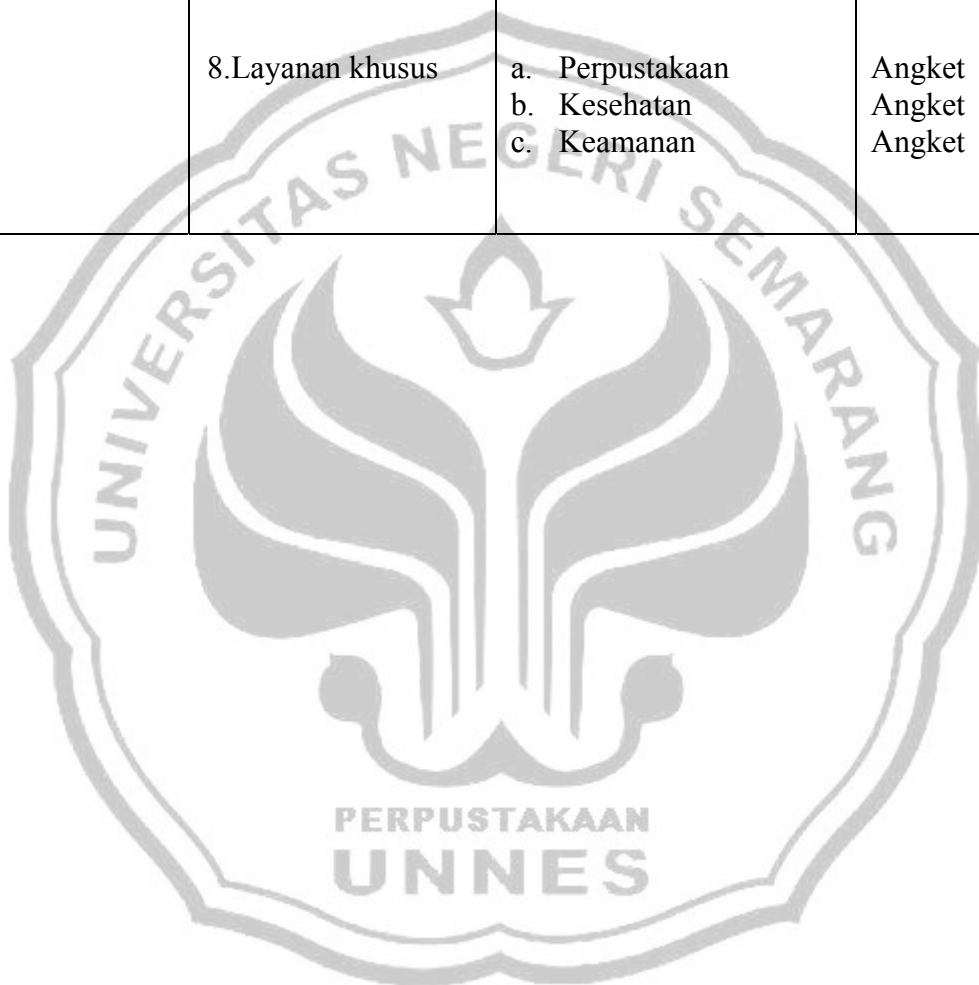 8.Layanan khusus a. Perpustakaan Angket
b. Kesehatan Angket
c. Keamanan Angket
UNIVERSITAS NEGERI SEMARANG
PERPUSTAKAAN
UNNES